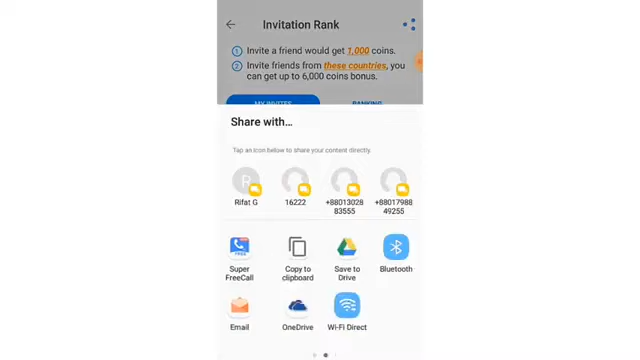 Invitation Rank
1 Invite a friend would get 1,000 coins.
2 Invite friends from these countries, you
can get up to 6,000 coins bonus.
MY INVITES RANKING
Share with...
Tap an icon below to share your content directly.
R
Rifat G
16222
+88013028
83555
+88017988
49255
FREE
Super
FreeCall
Copy to
clipboard
Save to
Drive
Bluetooth
Email
OneDrive
Wi-Fi Direct